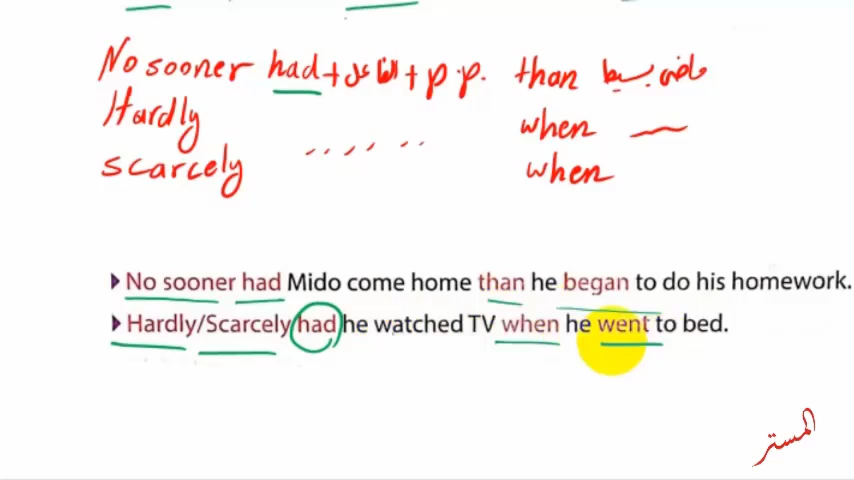 No sooner had + الفاعل + p.p. than ماضي بسيط
Hardly when
scarcely when
No sooner had Mido come home than he began to do his homework.
Hardly/Scarcely had he watched TV when he went to bed.
المستر